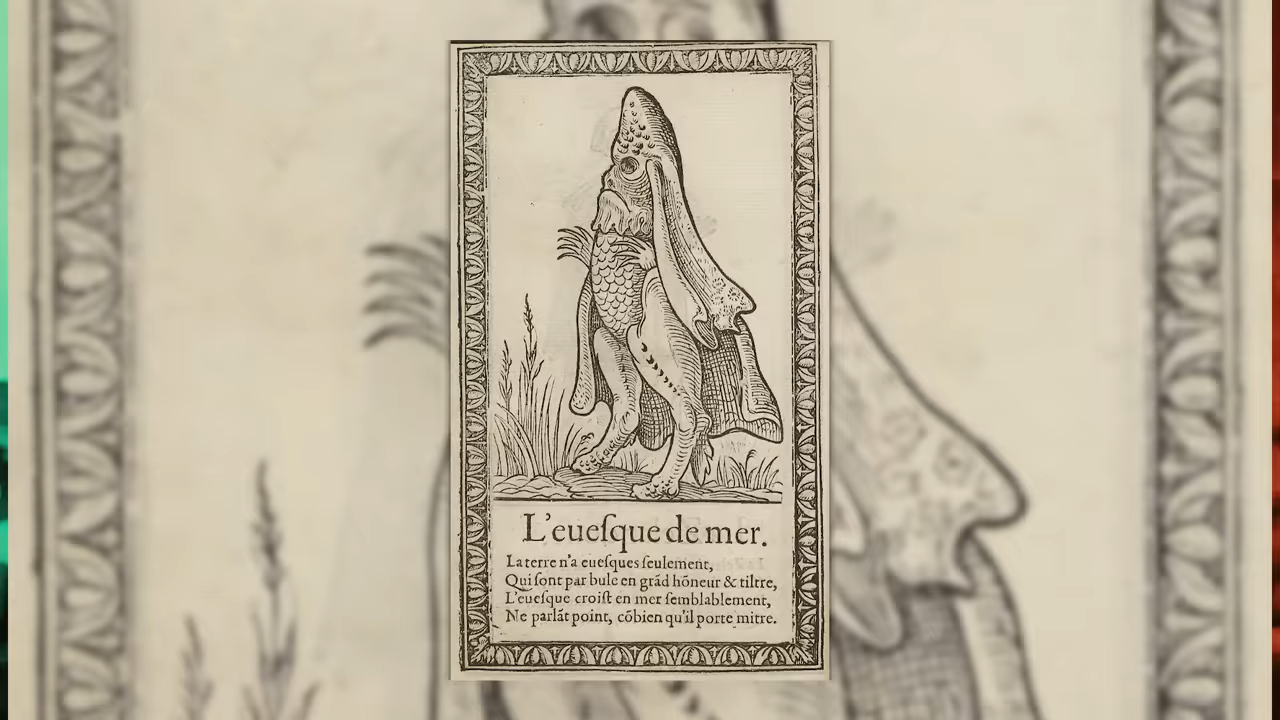 L'eueſque de mer.
La terre n'a eueſques ſeulement,
Qui ſont par bule en grãd hõneur & tiltre,
L'eueſque croiſt en mer ſemblablement,
Ne parlãt point, cõbien qu'il porte mitre.